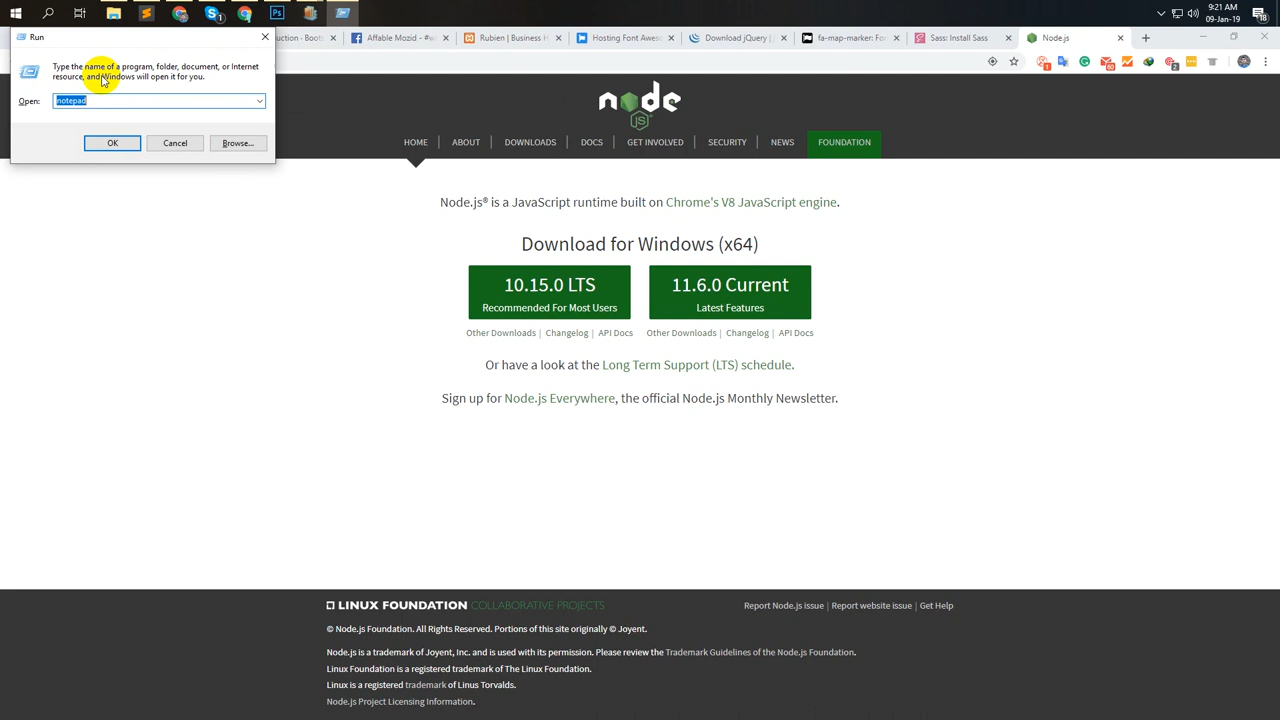 Ps
9:21 AM
09-Jan-19
18
Run
Type the name of a program, folder, document, or Internet
resource, and Windows will open it for you.
Open:
notepad
OK
Cancel
Browse...
Affable Mozid - #w
Rubien | Business H
Hosting Font Aweso
Download jQuery |
fa-map-marker: Fon
Sass: Install Sass
Node.js
node
JS
HOME
ABOUT
DOWNLOADS
DOCS
GET INVOLVED
SECURITY
NEWS
FOUNDATION
Node.js® is a JavaScript runtime built on Chrome's V8 JavaScript engine.
Download for Windows (x64)
10.15.0 LTS
Recommended For Most Users
11.6.0 Current
Latest Features
Other Downloads | Changelog | API Docs
Other Downloads | Changelog | API Docs
Or have a look at the Long Term Support (LTS) schedule.
Sign up for Node.js Everywhere, the official Node.js Monthly Newsletter.
LINUX FOUNDATION COLLABORATIVE PROJECTS
Report Node.js issue | Report website issue | Get Help
© Node.js Foundation. All Rights Reserved. Portions of this site originally © Joyent.
Node.js is a trademark of Joyent, Inc. and is used with its permission. Please review the Trademark Guidelines of the Node.js Foundation.
Linux Foundation is a registered trademark of The Linux Foundation.
Linux is a registered trademark of Linus Torvalds.
Node.js Project Licensing Information.